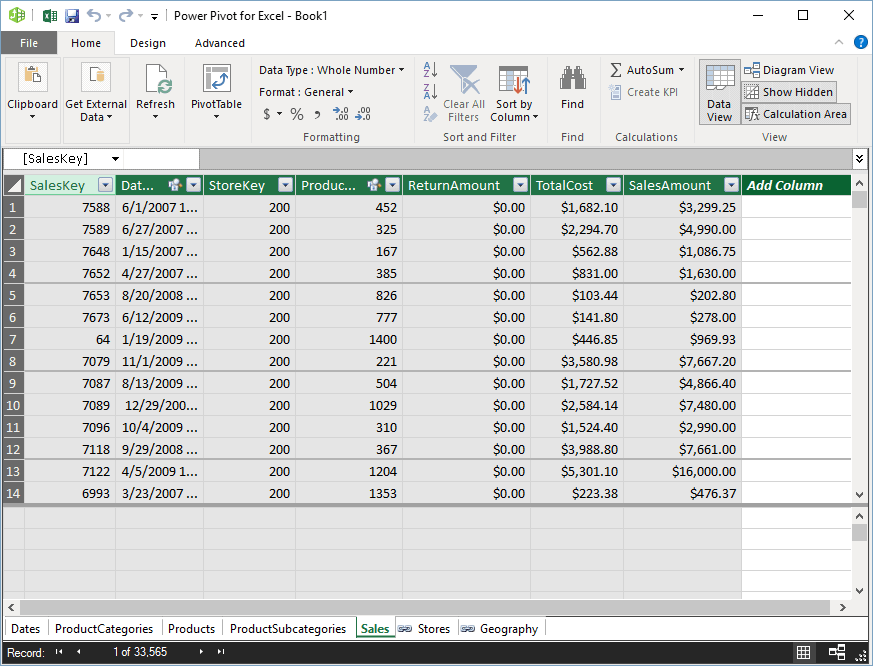 Power Pivot for Excel - Book1
File Home Design Advanced
Clipboard
Get External Data
Refresh
PivotTable
Data Type : Whole Number
Format : General
$ % ,
Formatting
Clear All Filters
Sort by Column
Sort and Filter
Find
Find
AutoSum
Create KPI
Calculations
Data View
Diagram View
Show Hidden
Calculation Area
View
[SalesKey]
SalesKey Dat... StoreKey Produc... ReturnAmount TotalCost SalesAmount Add Column
1 7588 6/1/2007 1... 200 452 $0.00 $1,682.10 $3,299.25
2 7589 6/27/2007 ... 200 325 $0.00 $2,294.70 $4,990.00
3 7648 1/15/2007 ... 200 167 $0.00 $562.88 $1,086.75
4 7652 4/27/2007 ... 200 385 $0.00 $831.00 $1,630.00
5 7653 8/20/2008 ... 200 826 $0.00 $103.44 $202.80
6 7673 6/12/2009 ... 200 777 $0.00 $141.80 $278.00
7 64 1/19/2009 ... 200 1400 $0.00 $446.85 $969.93
8 7079 11/1/2009 ... 200 221 $0.00 $3,580.98 $7,667.20
9 7087 8/13/2009 ... 200 504 $0.00 $1,727.52 $4,866.40
10 7089 12/29/200... 200 1029 $0.00 $2,584.14 $7,480.00
11 7096 10/4/2009 ... 200 310 $0.00 $1,524.40 $2,990.00
12 7118 9/29/2008 ... 200 367 $0.00 $3,988.80 $7,661.00
13 7122 4/5/2009 1... 200 1204 $0.00 $5,301.10 $16,000.00
14 6993 3/23/2007 ... 200 1353 $0.00 $223.38 $476.37
Dates ProductCategories Products ProductSubcategories Sales Stores Geography
Record: 1 of 33,565